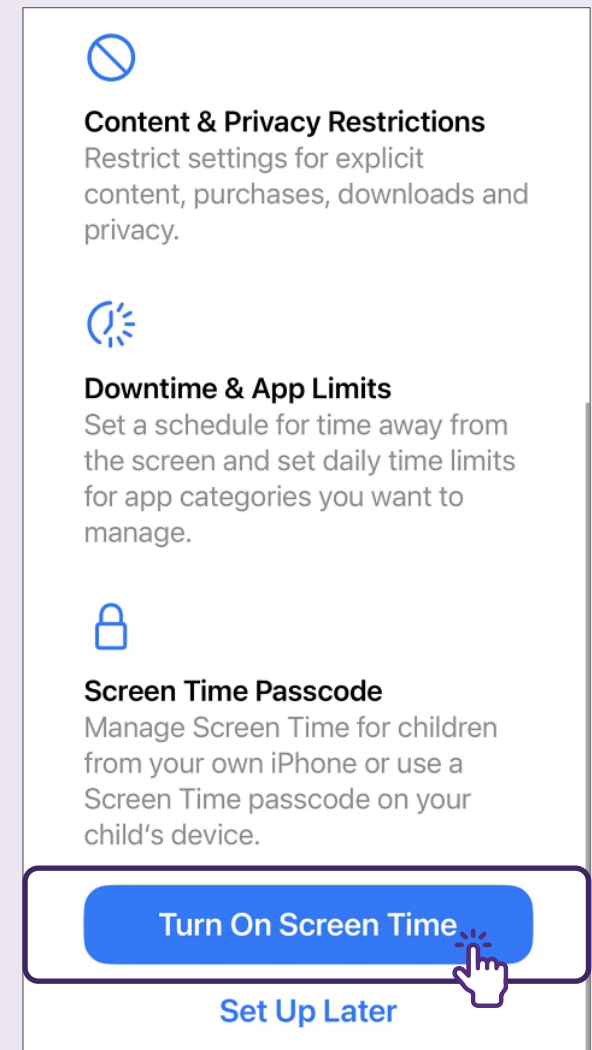 Content & Privacy Restrictions
Restrict settings for explicit
content, purchases, downloads and
privacy.
Downtime & App Limits
Set a schedule for time away from
the screen and set daily time limits
for app categories you want to
manage.
Screen Time Passcode
Manage Screen Time for children
from your own iPhone or use a
Screen Time passcode on your
child’s device.
Turn On Screen Time
Set Up Later